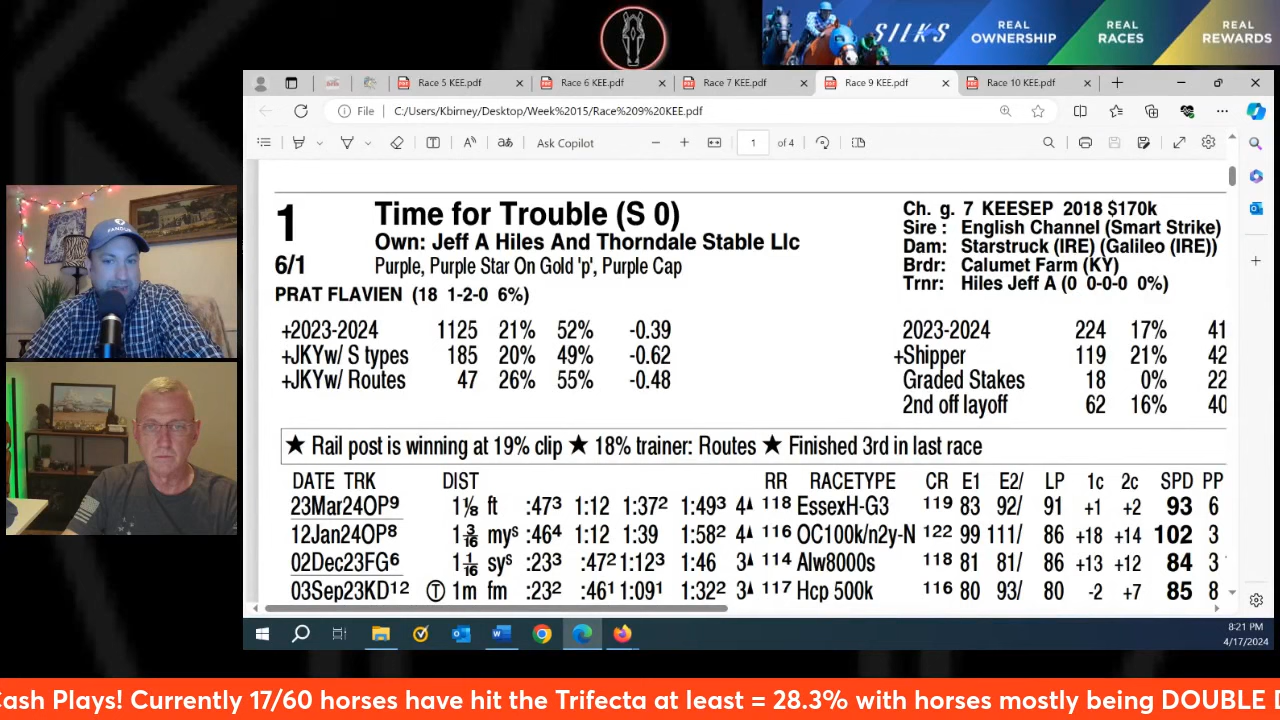 SILKS
REAL OWNERSHIP
REAL RACES
REAL REWARDS
Race 5 KEE.pdf
Race 6 KEE.pdf
Race 7 KEE.pdf
Race 9 KEE.pdf
Race 10 KEE.pdf
File
C:/Users/Kbirney/Desktop/Week%2015/Race%209%20KEE.pdf
Ask Copilot
1 of 4
1
Time for Trouble (S 0)
Own: Jeff A Hiles And Thorndale Stable Llc
6/1
Purple, Purple Star On Gold 'p', Purple Cap
PRAT FLAVIEN (18 1-2-0 6%)
Ch. g. 7 KEESEP 2018 $170k
Sire : English Channel (Smart Strike)
Dam: Starstruck (IRE) (Galileo (IRE))
Brdr: Calumet Farm (KY)
Trnr: Hiles Jeff A (0 0-0-0 0%)
+2023-2024 1125 21% 52% -0.39
+JKYw/ S types 185 20% 49% -0.62
+JKYw/ Routes 47 26% 55% -0.48
2023-2024 224 17% 41
+Shipper 119 21% 42
Graded Stakes 18 0% 22
2nd off layoff 62 16% 40
★ Rail post is winning at 19% clip ★ 18% trainer: Routes ★ Finished 3rd in last race
DATE TRK DIST RR RACETYPE CR E1 E2/ LP 1c 2c SPD PP
23Mar24OP9 1 1/8 ft :473 1:12 1:372 1:493 4▲ 118 EssexH-G3 119 83 92/ 91 +1 +2 93 6
12Jan24OP8 1 3/16 mys :464 1:12 1:39 1:582 4▲ 116 OC100k/n2y-N 122 99 111/ 86 +18 +14 102 3
02Dec23FG6 1 1/16 sys :233 :472 1:123 1:46 3▲ 114 Alw8000s 118 81 81/ 86 +13 +12 84 3
03Sep23KD12 Ⓣ 1m fm :232 :461 1:091 1:322 3▲ 117 Hcp 500k 116 80 93/ 80 -2 +7 85 8
8:21 PM
4/17/2024
Cash Plays! Currently 17/60 horses have hit the Trifecta at least = 28.3% with horses mostly being DOUBLE